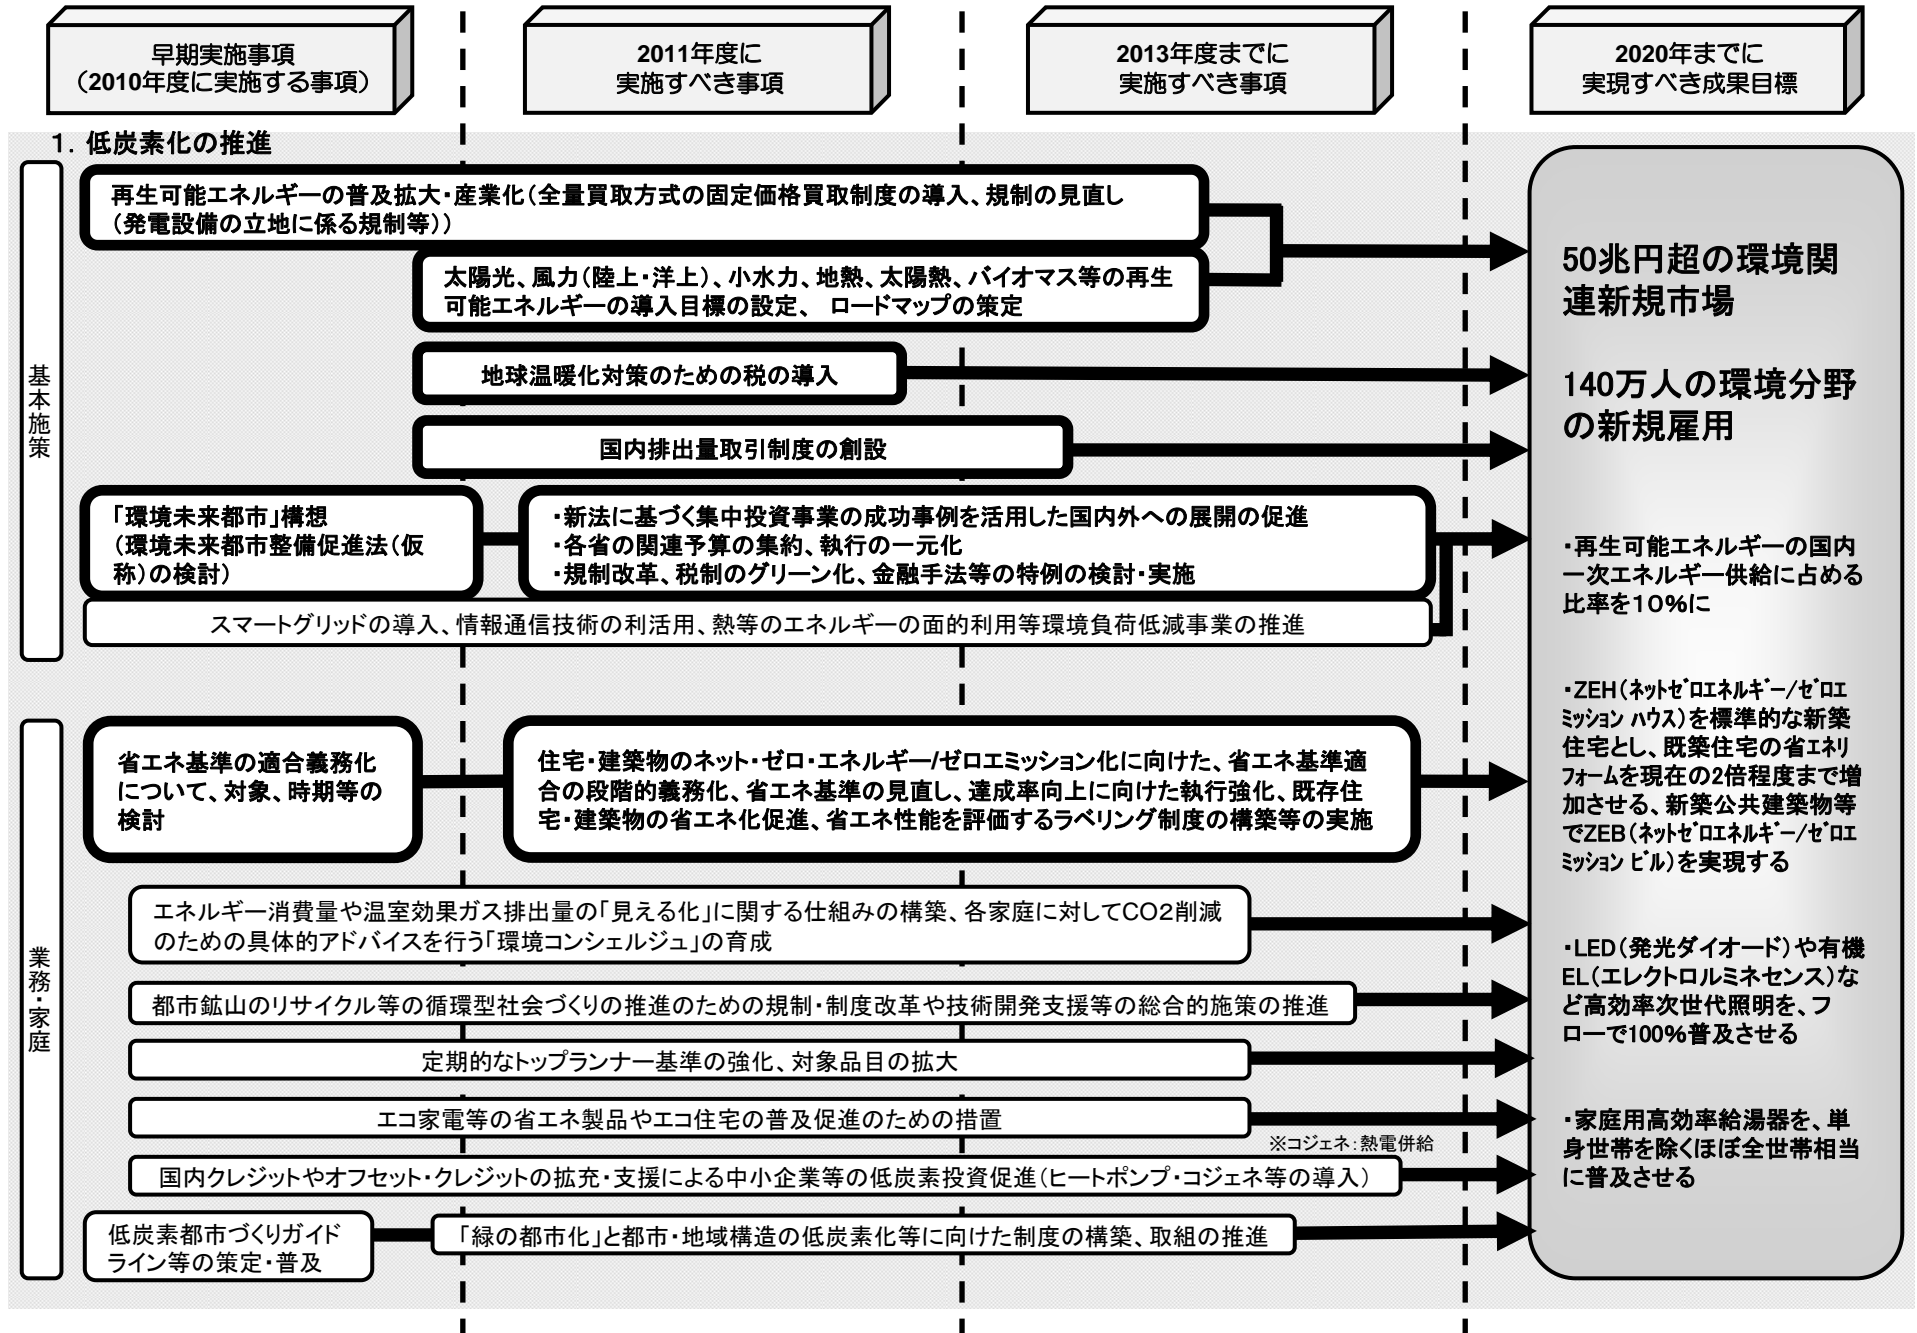 早期実施事項
（2010年度に実施する事項）
2011年度に
実施すべき事項
2013年度までに
実施すべき事項
2020年までに
実現すべき成果目標
１．低炭素化の推進
基本施策
再生可能エネルギーの普及拡大・産業化（全量買取方式の固定価格買取制度の導入、規制の見直し
（発電設備の立地に係る規制等））
太陽光、風力（陸上・洋上）、小水力、地熱、太陽熱、バイオマス等の再生
可能エネルギーの導入目標の設定、 ロードマップの策定
地球温暖化対策のための税の導入
国内排出量取引制度の創設
「環境未来都市」構想
（環境未来都市整備促進法（仮
称）の検討）
・新法に基づく集中投資事業の成功事例を活用した国内外への展開の促進
・各省の関連予算の集約、執行の一元化
・規制改革、税制のグリーン化、金融手法等の特例の検討・実施
スマートグリッドの導入、情報通信技術の利活用、熱等のエネルギーの面的利用等環境負荷低減事業の推進
業務・家庭
省エネ基準の適合義務化
について、対象、時期等の
検討
住宅・建築物のネット・ゼロ・エネルギー/ゼロエミッション化に向けた、省エネ基準適
合の段階的義務化、省エネ基準の見直し、達成率向上に向けた執行強化、既存住
宅・建築物の省エネ化促進、省エネ性能を評価するラベリング制度の構築等の実施
エネルギー消費量や温室効果ガス排出量の「見える化」に関する仕組みの構築、各家庭に対してCO２削減
のための具体的アドバイスを行う「環境コンシェルジュ」の育成
都市鉱山のリサイクル等の循環型社会づくりの推進のための規制・制度改革や技術開発支援等の総合的施策の推進
定期的なトップランナー基準の強化、対象品目の拡大
エコ家電等の省エネ製品やエコ住宅の普及促進のための措置
※コジェネ：熱電併給
国内クレジットやオフセット・クレジットの拡充・支援による中小企業等の低炭素投資促進（ヒートポンプ・コジェネ等の導入）
低炭素都市づくりガイド
ライン等の策定・普及
「緑の都市化」と都市・地域構造の低炭素化等に向けた制度の構築、取組の推進
50兆円超の環境関
連新規市場
140万人の環境分野
の新規雇用
・再生可能エネルギーの国内
一次エネルギー供給に占める
比率を１０％に
・ZEH（ﾈｯﾄｾﾞﾛｴﾈﾙｷﾞｰ/ｾﾞﾛｴ
ﾐｯｼｮﾝ ﾊｳｽ）を標準的な新築
住宅とし、既築住宅の省エネリ
フォームを現在の2倍程度まで増
加させる、新築公共建築物等
でZEB（ﾈｯﾄｾﾞﾛｴﾈﾙｷﾞｰ/ｾﾞﾛｴ
ﾐｯｼｮﾝ ﾋﾞﾙ）を実現する
・LED（発光ダイオード）や有機
EL（エレクトロルミネセンス）な
ど高効率次世代照明を、フ
ローで100％普及させる
・家庭用高効率給湯器を、単
身世帯を除くほぼ全世帯相当
に普及させる